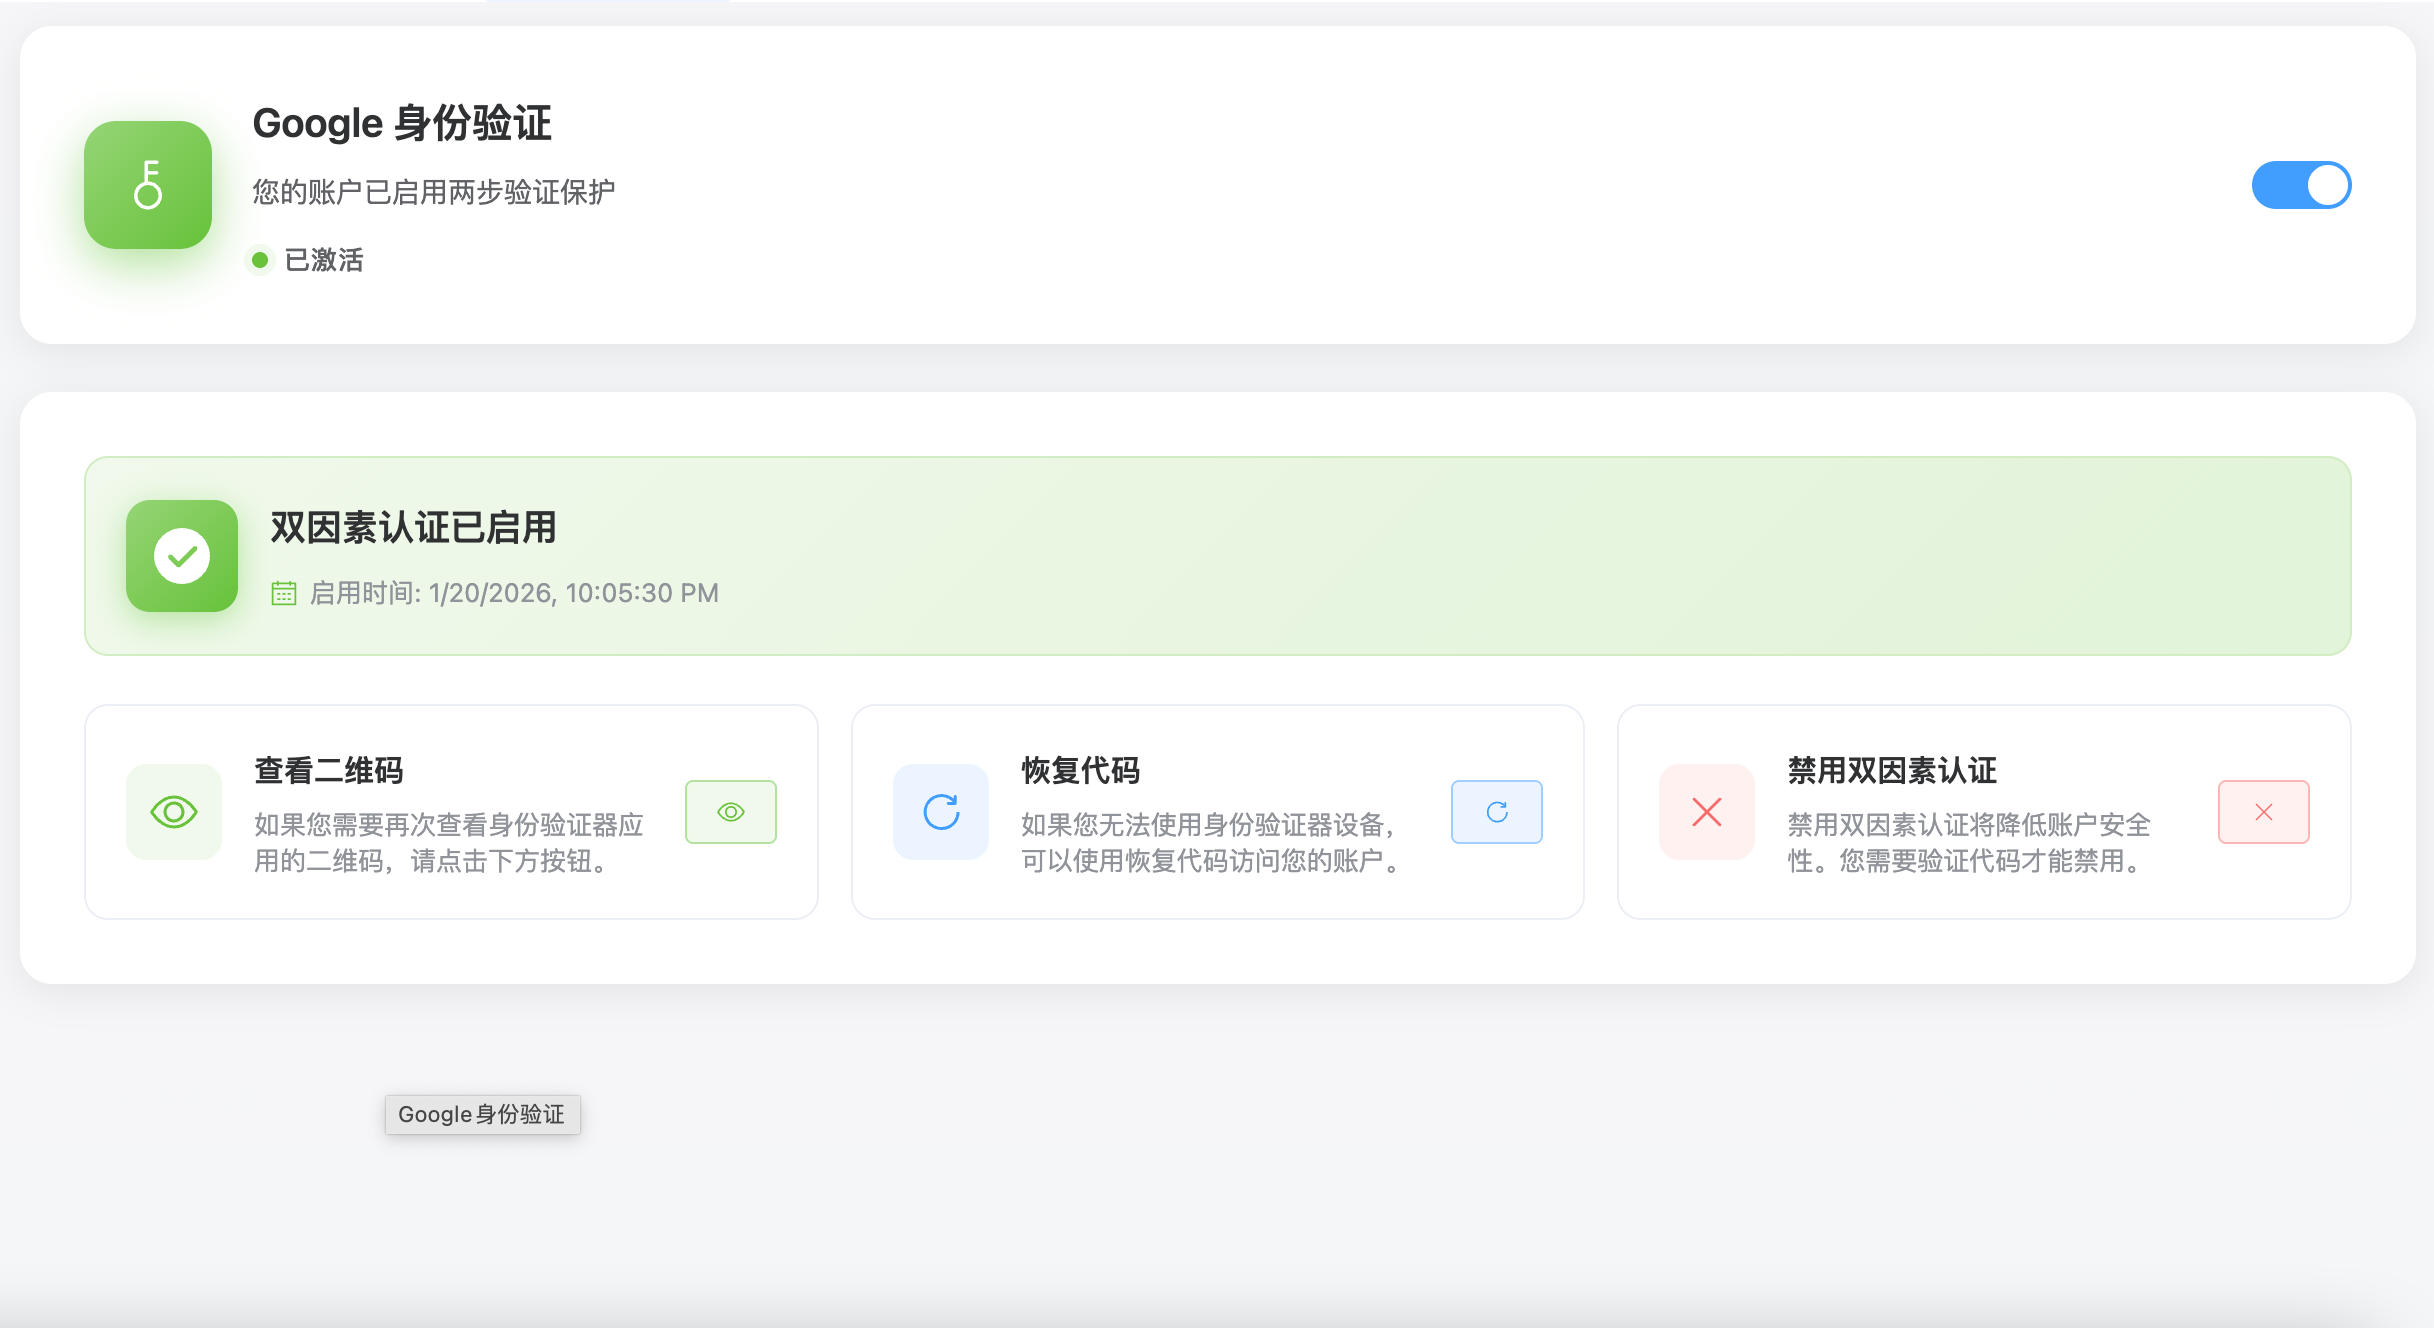 Google 身份验证
您的账户已启用两步验证保护
已激活
双因素认证已启用
启用时间: 1/20/2026, 10:05:30 PM
查看二维码
如果您需要再次查看身份验证器应
用的二维码，请点击下方按钮。
恢复代码
如果您无法使用身份验证器设备，
可以使用恢复代码访问您的账户。
禁用双因素认证
禁用双因素认证将降低账户安全
性。您需要验证代码才能禁用。
Google身份验证